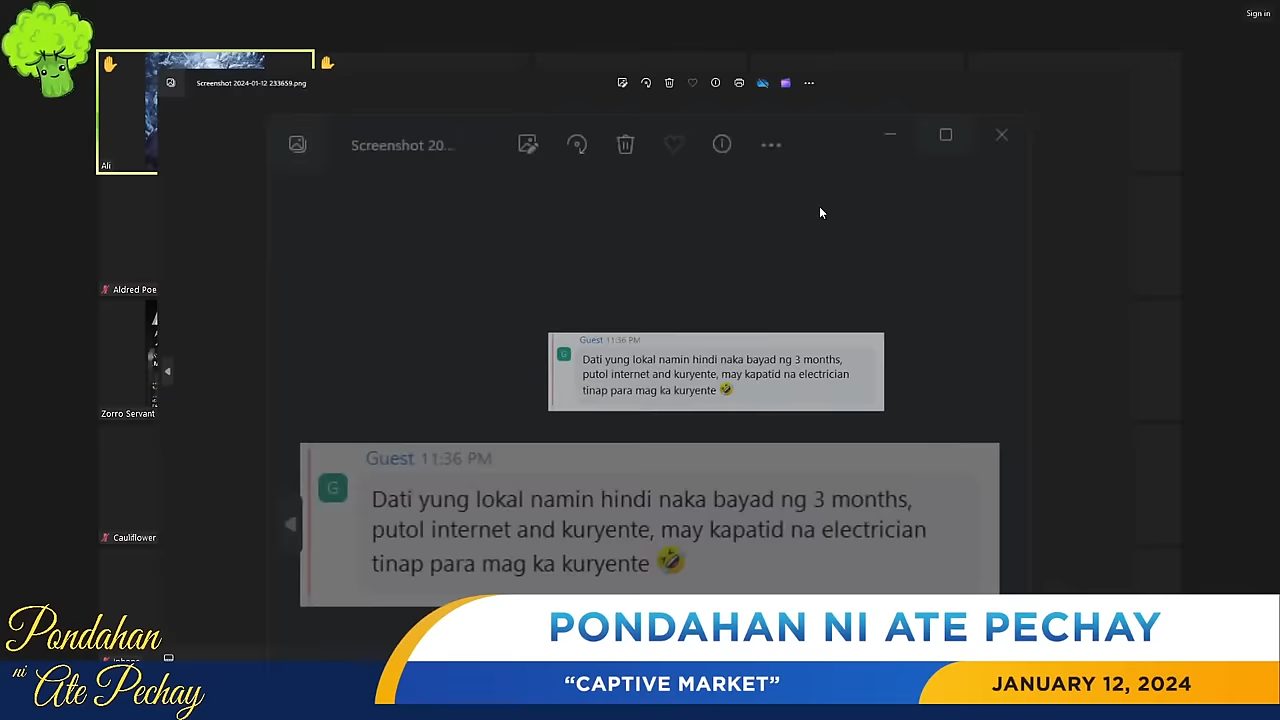 Sign in
Screenshot 2024-01-12 233659.png
Ali
Screenshot 20...
Guest 11:36 PM
G
Dati yung lokal namin hindi naka bayad ng 3 months,
putol internet and kuryente, may kapatid na electrician
tinap para mag ka kuryente 🤣
Aldred Poe
Zorro Servant
Guest 11:36 PM
G
Dati yung lokal namin hindi naka bayad ng 3 months,
putol internet and kuryente, may kapatid na electrician
tinap para mag ka kuryente 🤣
Cauliflower
Pondahan
ni Ate Pechay
PONDAHAN NI ATE PECHAY
“CAPTIVE MARKET”
JANUARY 12, 2024